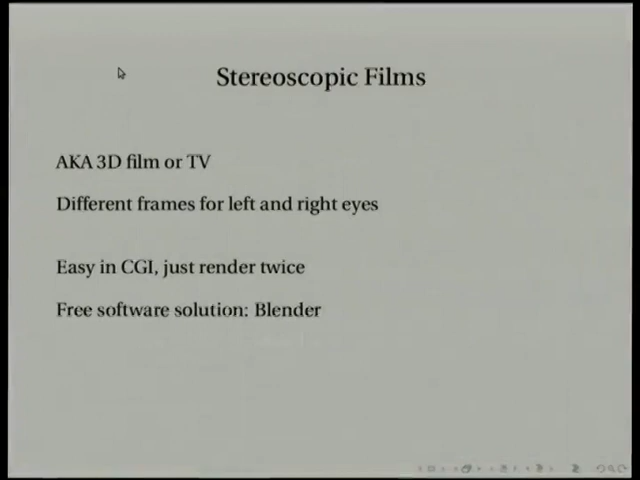 Stereoscopic Films
AKA 3D film or TV
Different frames for left and right eyes
Easy in CGI, just render twice
Free software solution: Blender